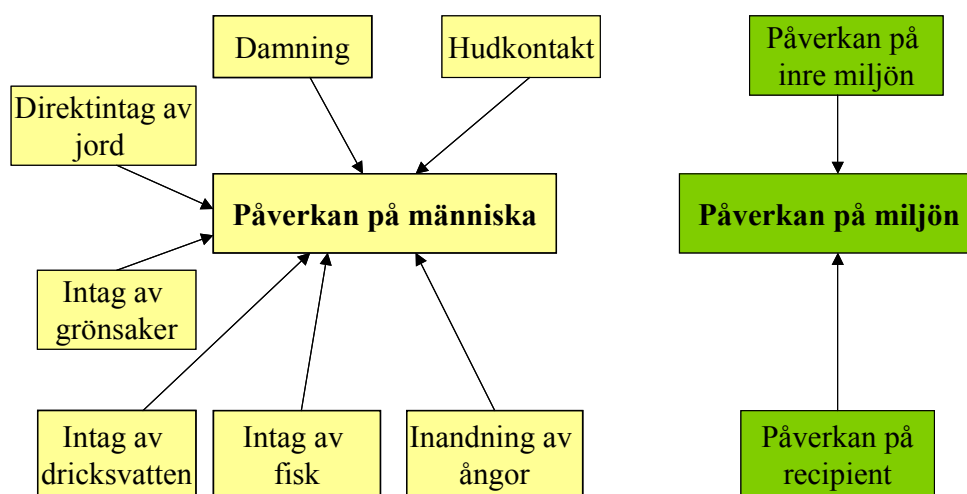 Damning
Hudkontakt
Påverkan på
inre miljön
Direktintag av
jord
Påverkan på människa
Påverkan på miljön
Intag av
grönsaker
Intag av
dricksvatten
Intag av
fisk
Inandning av
ångor
Påverkan på
recipient